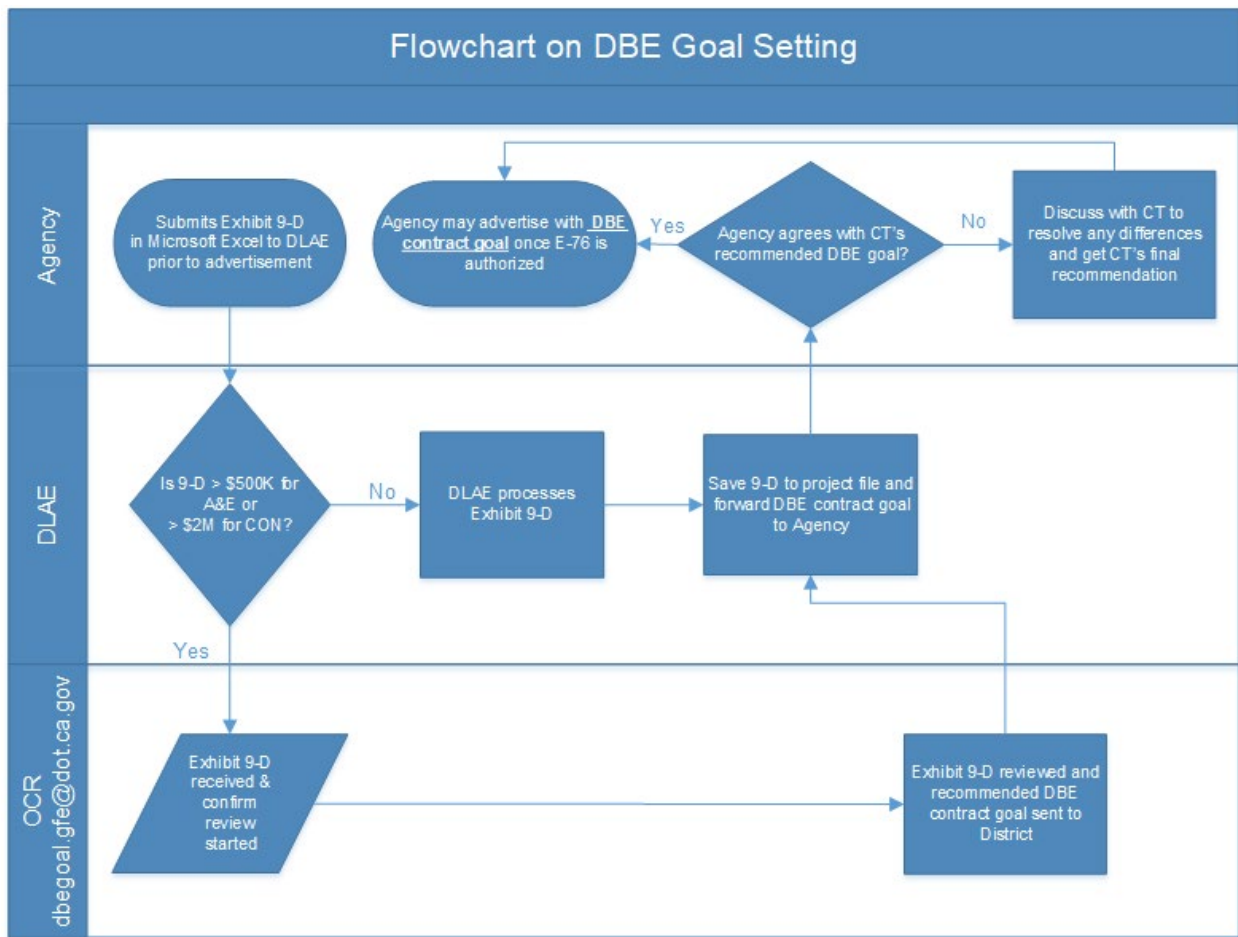 Flowchart on DBE Goal Setting
Agency
Submits Exhibit 9-D
in Microsoft Excel to DLAE
prior to advertisement
Agency may advertise with DBE
contract goal once E-76 is
authorized
Yes
Agency agrees with CT's
recommended DBE goal?
No
Discuss with CT to
resolve any differences
and get CT's final
recommendation
DLAE
Is 9-D > $500K for
A&E or
> $2M for CON?
No
DLAE processes
Exhibit 9-D
Save 9-D to project file and
forward DBE contract goal
to Agency
Yes
OCR
dbegoal.gfe@dot.ca.gov
Exhibit 9-D
received &
confirm
review
started
Exhibit 9-D reviewed and
recommended DBE
contract goal sent to
District